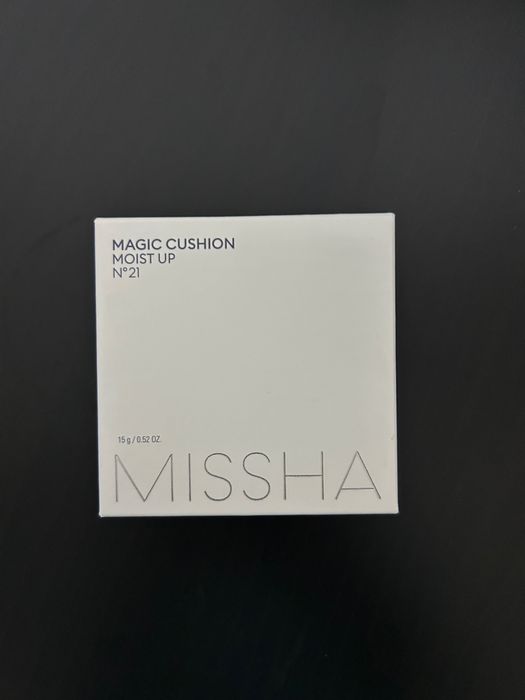 MAGIC CUSHION
MOIST UP
N°21
15 g / 0.52 OZ.
MISSHA